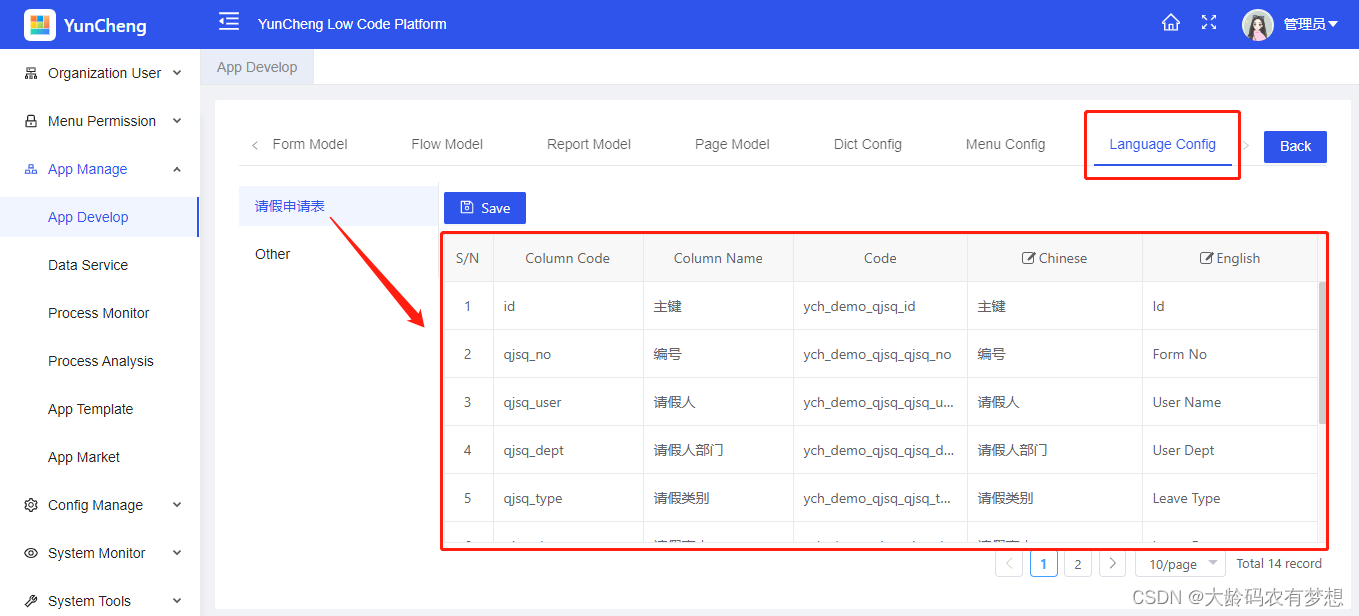 YunCheng
YunCheng Low Code Platform
管理员
Organization User
Menu Permission
App Manage
App Develop
Data Service
Process Monitor
Process Analysis
App Template
App Market
Config Manage
System Monitor
System Tools
App Develop
Form Model Flow Model Report Model Page Model Dict Config Menu Config Language Config Back
请假申请表
Other
Save
S/N Column Code Column Name Code Chinese English
1 id 主键 ych_demo_qjsq_id 主键 Id
2 qjsq_no 编号 ych_demo_qjsq_qjsq_no 编号 Form No
3 qjsq_user 请假人 ych_demo_qjsq_qjsq_u... 请假人 User Name
4 qjsq_dept 请假人部门 ych_demo_qjsq_qjsq_d... 请假人部门 User Dept
5 qjsq_type 请假类别 ych_demo_qjsq_qjsq_t... 请假类别 Leave Type
1 2 10/page Total 14 record
CSDN @大龄码农有梦想